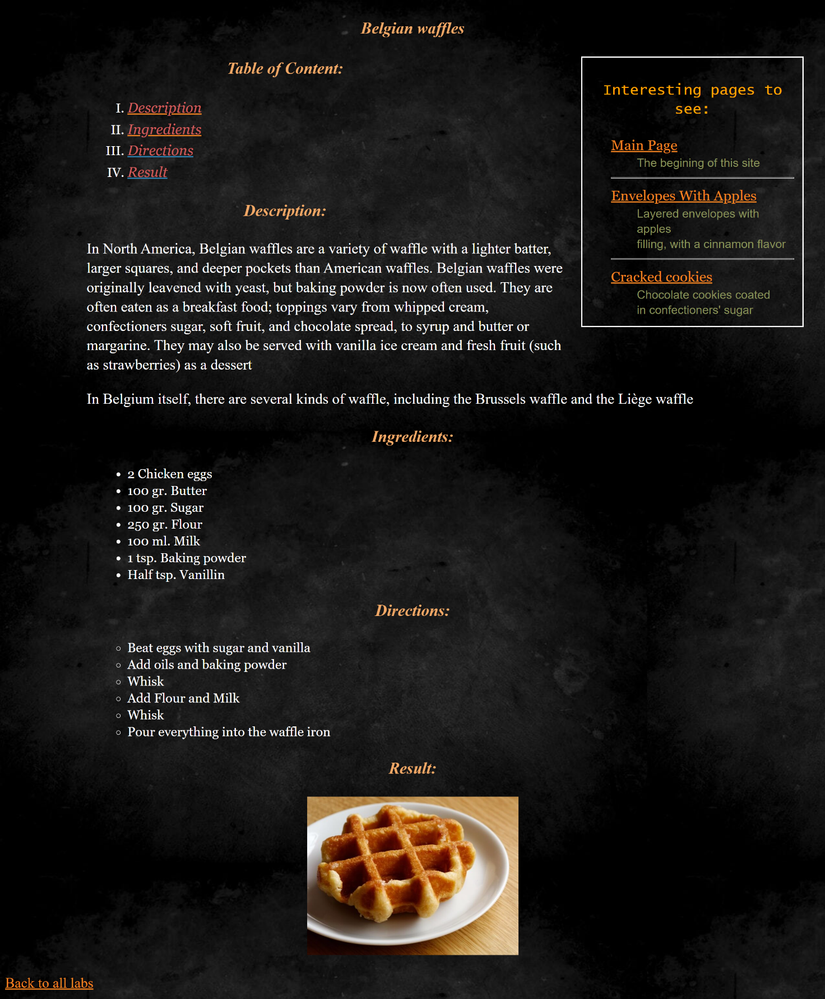 Belgian waffles
Table of Content:
I. Description
II. Ingredients
III. Directions
IV. Result
Interesting pages to
see:
Main Page
The begining of this site
Envelopes With Apples
Layered envelopes with
apples
filling, with a cinnamon flavor
Cracked cookies
Chocolate cookies coated
in confectioners' sugar
Description:
In North America, Belgian waffles are a variety of waffle with a lighter batter,
larger squares, and deeper pockets than American waffles. Belgian waffles were
originally leavened with yeast, but baking powder is now often used. They are
often eaten as a breakfast food; toppings vary from whipped cream,
confectioners sugar, soft fruit, and chocolate spread, to syrup and butter or
margarine. They may also be served with vanilla ice cream and fresh fruit (such
as strawberries) as a dessert
In Belgium itself, there are several kinds of waffle, including the Brussels waffle and the Liège waffle
Ingredients:
• 2 Chicken eggs
• 100 gr. Butter
• 100 gr. Sugar
• 250 gr. Flour
• 100 ml. Milk
• 1 tsp. Baking powder
• Half tsp. Vanillin
Directions:
◦ Beat eggs with sugar and vanilla
◦ Add oils and baking powder
◦ Whisk
◦ Add Flour and Milk
◦ Whisk
◦ Pour everything into the waffle iron
Result:
Back to all labs